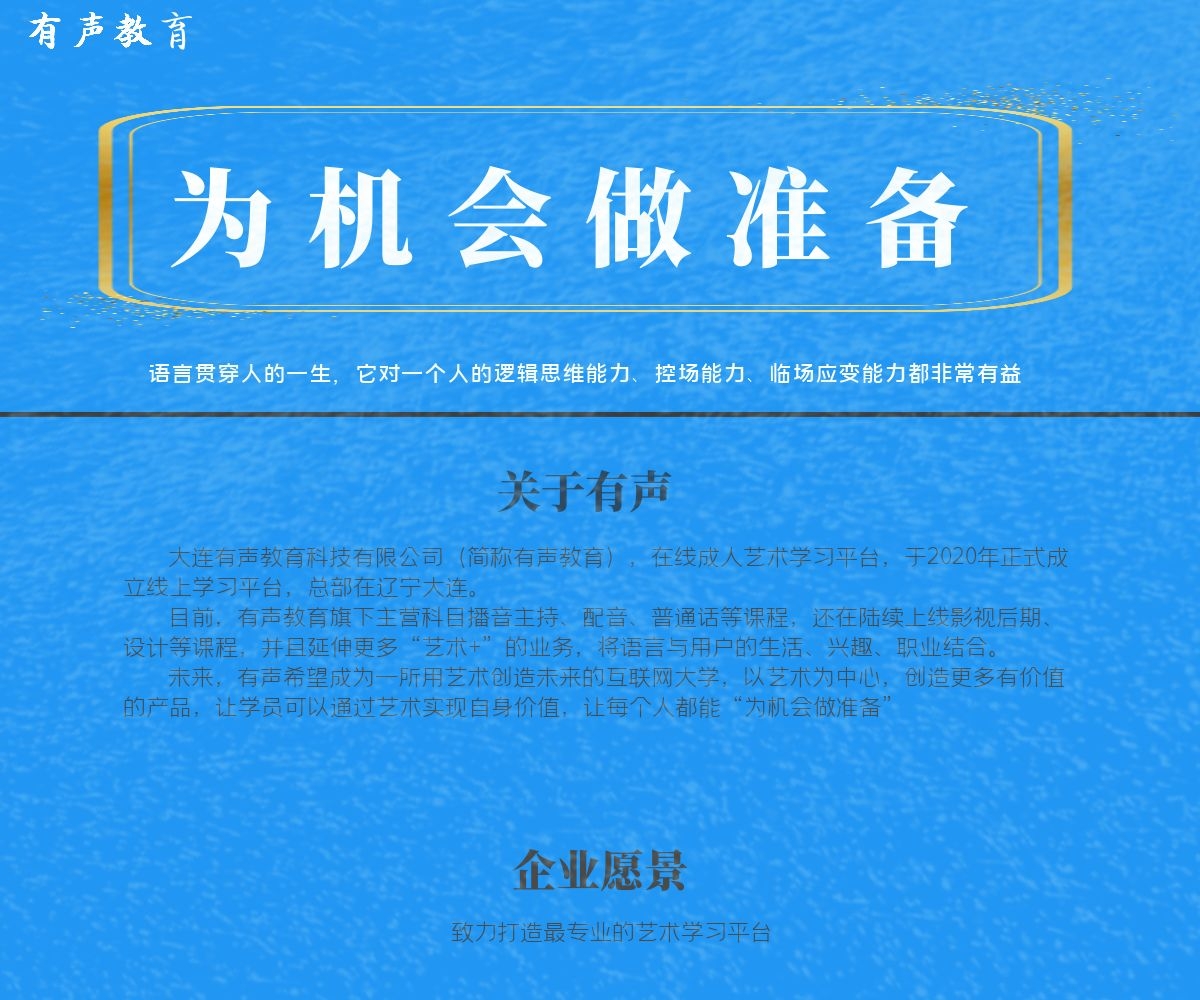 有声教育
为机会做准备
语言贯穿人的一生，它对一个人的逻辑思维能力、控场能力、临场应变能力都非常有益
关于有声
大连有声教育科技有限公司（简称有声教育），在线成人艺术学习平台，于2020年正式成
立线上学习平台，总部在辽宁大连。
目前，有声教育旗下主营科目播音主持、配音、普通话等课程，还在陆续上线影视后期、
设计等课程，并且延伸更多“艺术+”的业务，将语言与用户的生活、兴趣、职业结合。
未来，有声希望成为一所用艺术创造未来的互联网大学，以艺术为中心，创造更多有价值
的产品，让学员可以通过艺术实现自身价值，让每个人都能“为机会做准备”
企业愿景
致力打造最专业的艺术学习平台